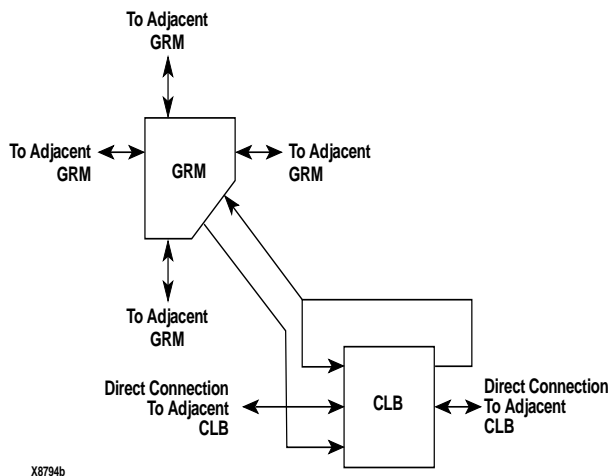 To Adjacent
GRM
To Adjacent
GRM
GRM
To Adjacent
GRM
To Adjacent
GRM
Direct Connection
To Adjacent
CLB
CLB
Direct Connection
To Adjacent
CLB
X8794b